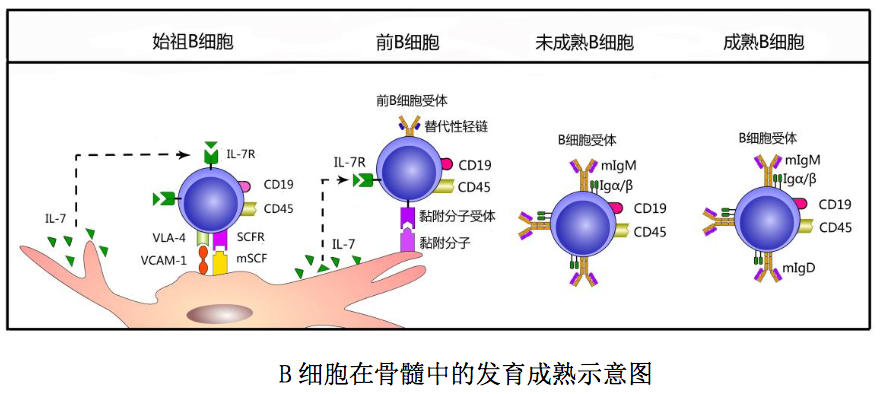 始祖B细胞
前B细胞
未成熟B细胞
成熟B细胞
IL-7
IL-7R
CD19
CD45
VLA-4
SCFR
VCAM-1
mSCF
前B细胞受体
替代性轻链
IL-7R
CD19
CD45
黏附分子受体
黏附分子
IL-7
B细胞受体
mIgM
Igα/β
CD19
CD45
B细胞受体
mIgM
Igα/β
CD19
CD45
mIgD
B 细胞在骨髓中的发育成熟示意图